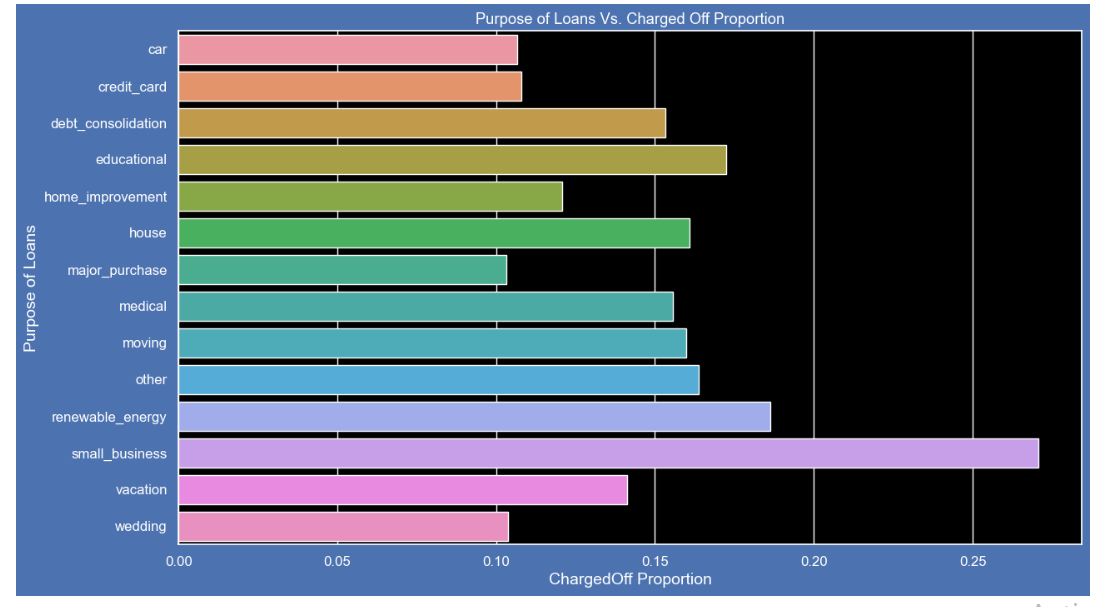 Purpose of Loans Vs. Charged Off Proportion
Purpose of Loans
car
credit_card
debt_consolidation
educational
home_improvement
house
major_purchase
medical
moving
other
renewable_energy
small_business
vacation
wedding
0.00 0.05 0.10 0.15 0.20 0.25
ChargedOff Proportion